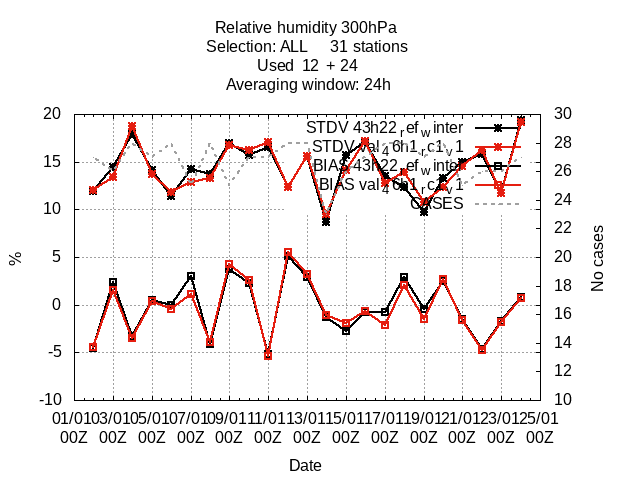 Relative humidity 300hPa
Selection: ALL 31 stations
Used 12 + 24
Averaging window: 24h
20
15
10
5
0
-5
-10
%
30
28
26
24
22
20
18
16
14
12
10
No cases
STDV 43h22_ref_winter
STDV val_46h1_rc1_v1
BIAS 43h22_ref_winter
BIAS val_46h1_rc1_v1
CASES
01/01 03/01 05/01 07/01 09/01 11/01 13/01 15/01 17/01 19/01 21/01 23/01 25/01
00Z 00Z 00Z 00Z 00Z 00Z 00Z 00Z 00Z 00Z 00Z 00Z 00Z
Date